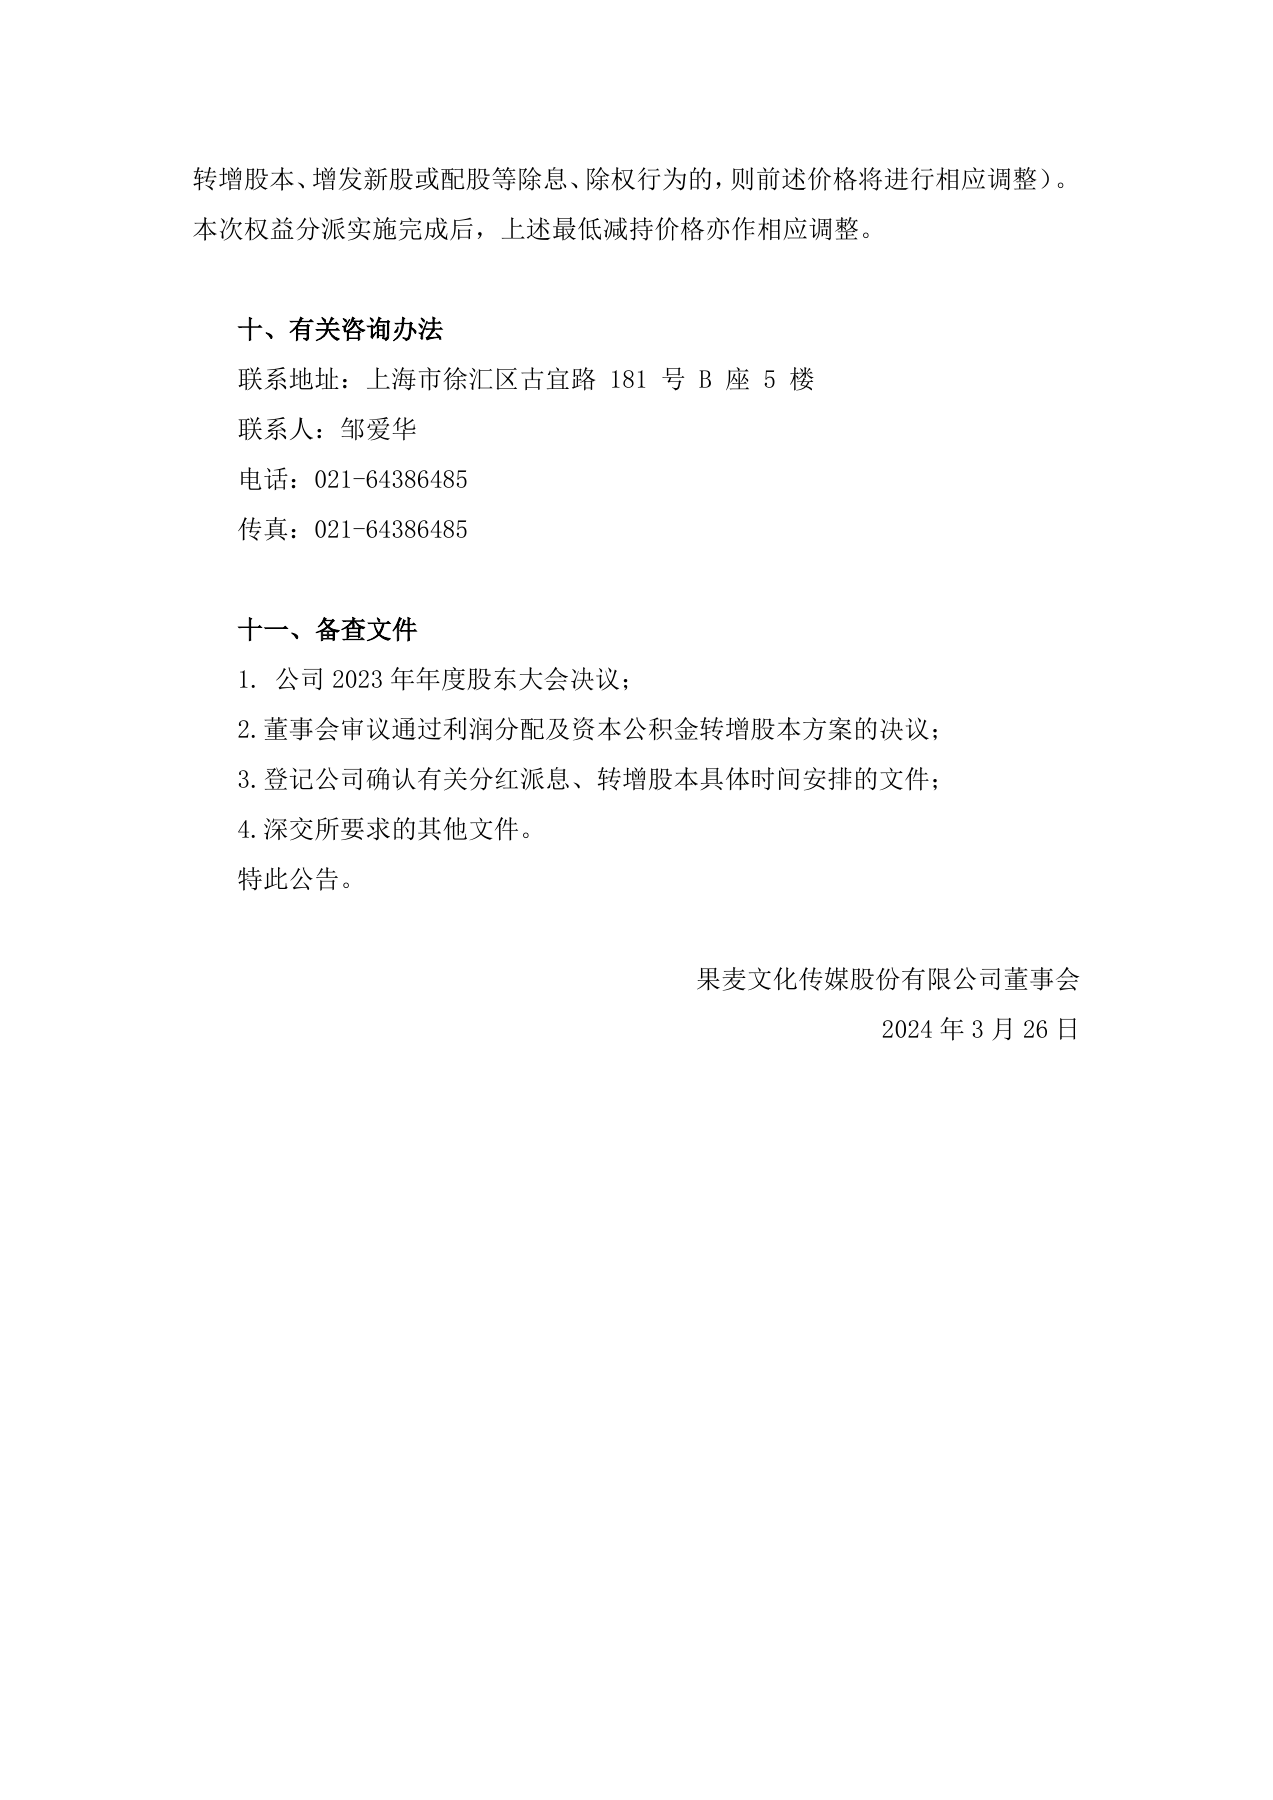 转增股本、增发新股或配股等除息、除权行为的，则前述价格将进行相应调整）。
本次权益分派实施完成后，上述最低减持价格亦作相应调整。
十、有关咨询办法
联系地址：上海市徐汇区古宜路 181 号 B 座 5 楼
联系人：邹爱华
电话：021-64386485
传真：021-64386485
十一、备查文件
1. 公司 2023 年年度股东大会决议；
2.董事会审议通过利润分配及资本公积金转增股本方案的决议；
3.登记公司确认有关分红派息、转增股本具体时间安排的文件；
4.深交所要求的其他文件。
特此公告。
果麦文化传媒股份有限公司董事会
2024 年 3 月 26 日